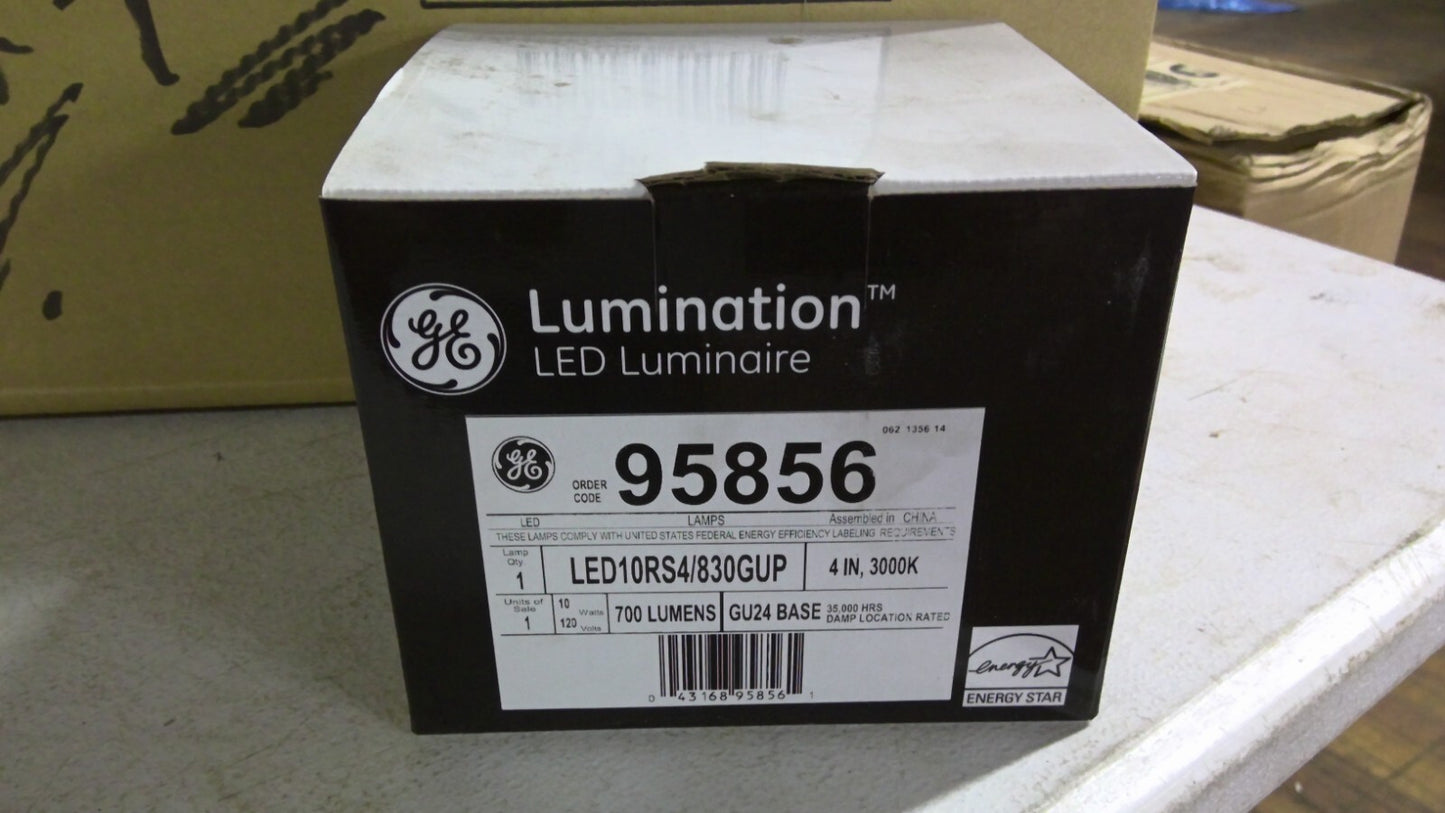 GE Lumination™
LED Luminaire
062 1356 14
GE ORDER CODE 95856
LED LAMPS Assembled in CHINA
THESE LAMPS COMPLY WITH UNITED STATES FEDERAL ENERGY EFFICIENCY LABELING REQUIREMENTS
Lamp Qty 1 LED10RS4/830GUP 4 IN, 3000K
Units of Sale 1 10 Watts 120 Volts 700 LUMENS GU24 BASE 35,000 HRS DAMP LOCATION RATED
0 43168 95856 1
energy
ENERGY STAR